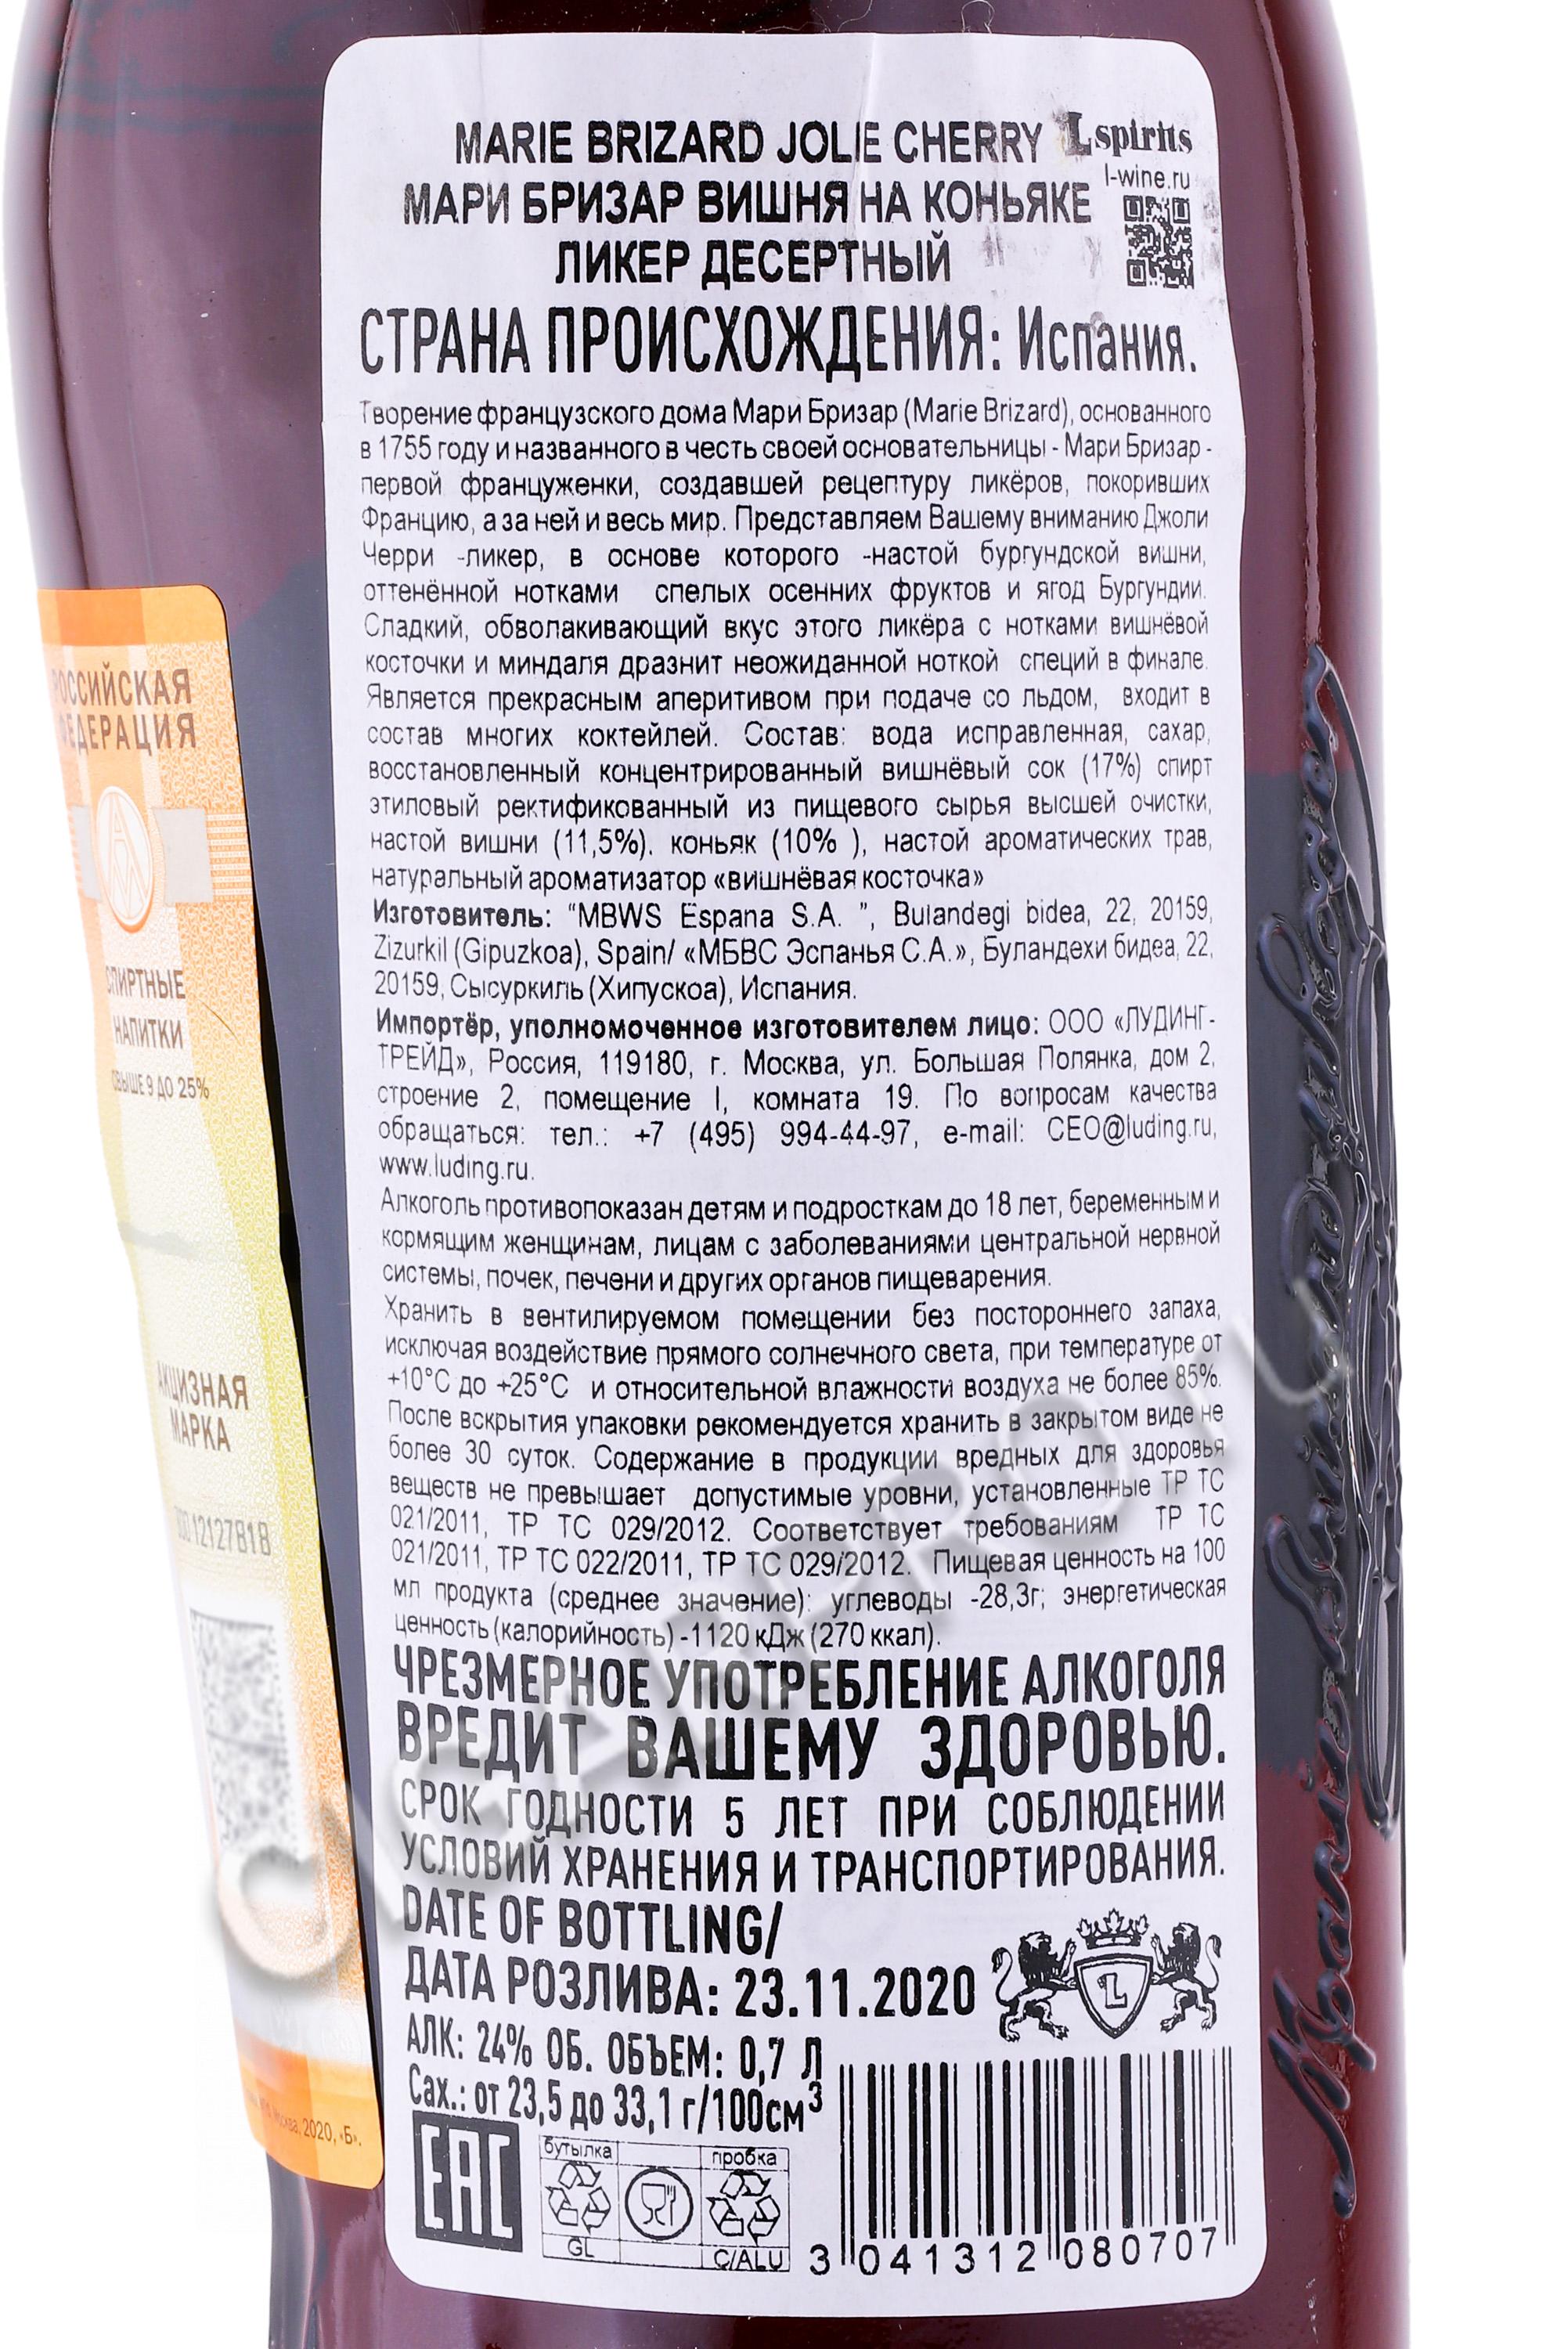 MARIE BRIZARD JOLIE CHERRY
L spirits
l-wine.ru
МАРИ БРИЗАР ВИШНЯ НА КОНЬЯКЕ
ЛИКЕР ДЕСЕРТНЫЙ
СТРАНА ПРОИСХОЖДЕНИЯ: Испания.
Творение французского дома Мари Бризар (Marie Brizard), основанного
в 1755 году и названного в честь своей основательницы - Мари Бризар -
первой француженки, создавшей рецептуру ликёров, покоривших
Францию, а за ней и весь мир. Представляем Вашему вниманию Джоли
Черри -ликер, в основе которого -настой бургундской вишни,
оттенённой нотками спелых осенних фруктов и ягод Бургундии.
Сладкий, обволакивающий вкус этого ликёра с нотками вишнёвой
косточки и миндаля дразнит неожиданной ноткой специй в финале.
Является прекрасным аперитивом при подаче со льдом, входит в
состав многих коктейлей. Состав: вода исправленная, сахар,
восстановленный концентрированный вишнёвый сок (17%) спирт
этиловый ректификованный из пищевого сырья высшей очистки,
настой вишни (11,5%). коньяк (10% ), настой ароматических трав,
натуральный ароматизатор «вишнёвая косточка»
Изготовитель: “MBWS Espana S.A. ”, Bulandegi bidea, 22, 20159,
Zizurkil (Gipuzkoa), Spain/ «МБВС Эспанья С.А.», Буландехи бидеа, 22,
20159, Сысуркиль (Хипускоа), Испания.
Импортёр, уполномоченное изготовителем лицо: ООО «ЛУДИНГ-
ТРЕЙД», Россия, 119180, г. Москва, ул. Большая Полянка, дом 2,
строение 2, помещение I, комната 19. По вопросам качества
обращаться: тел.: +7 (495) 994-44-97, e-mail: CEO@luding.ru,
www.luding.ru.
Алкоголь противопоказан детям и подросткам до 18 лет, беременным и
кормящим женщинам, лицам с заболеваниями центральной нервной
системы, почек, печени и других органов пищеварения.
Хранить в вентилируемом помещении без постороннего запаха,
исключая воздействие прямого солнечного света, при температуре от
+10°C до +25°C и относительной влажности воздуха не более 85%.
После вскрытия упаковки рекомендуется хранить в закрытом виде не
более 30 суток. Содержание в продукции вредных для здоровья
веществ не превышает допустимые уровни, установленные ТР ТС
021/2011, ТР ТС 029/2012. Соответствует требованиям ТР ТС
021/2011, ТР ТС 022/2011, ТР ТС 029/2012. Пищевая ценность на 100
мл продукта (среднее значение): углеводы -28,3г; энергетическая
ценность (калорийность) -1120 кДж (270 ккал).
ЧРЕЗМЕРНОЕ УПОТРЕБЛЕНИЕ АЛКОГОЛЯ
ВРЕДИТ ВАШЕМУ ЗДОРОВЬЮ.
СРОК ГОДНОСТИ 5 ЛЕТ ПРИ СОБЛЮДЕНИИ
УСЛОВИЙ ХРАНЕНИЯ И ТРАНСПОРТИРОВАНИЯ.
DATE OF BOTTLING/
ДАТА РОЗЛИВА: 23.11.2020
L
АЛК: 24% ОБ. ОБЪЕМ: 0,7 Л
Сах.: от 23,5 до 33,1 г/100см³
EAC
бутылка
пробка
GL
C/ALU
3 041312 080707
РОССИЙСКАЯ
ФЕДЕРАЦИЯ
СПИРТНЫЕ
НАПИТКИ
СВЫШЕ 9 ДО 25%
АКЦИЗНАЯ
МАРКА
12127818
Москва, 2020, «Б».